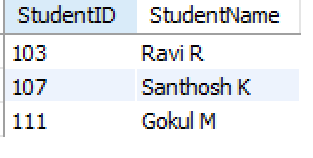 StudentID StudentName
103 Ravi R
107 Santhosh K
111 Gokul M